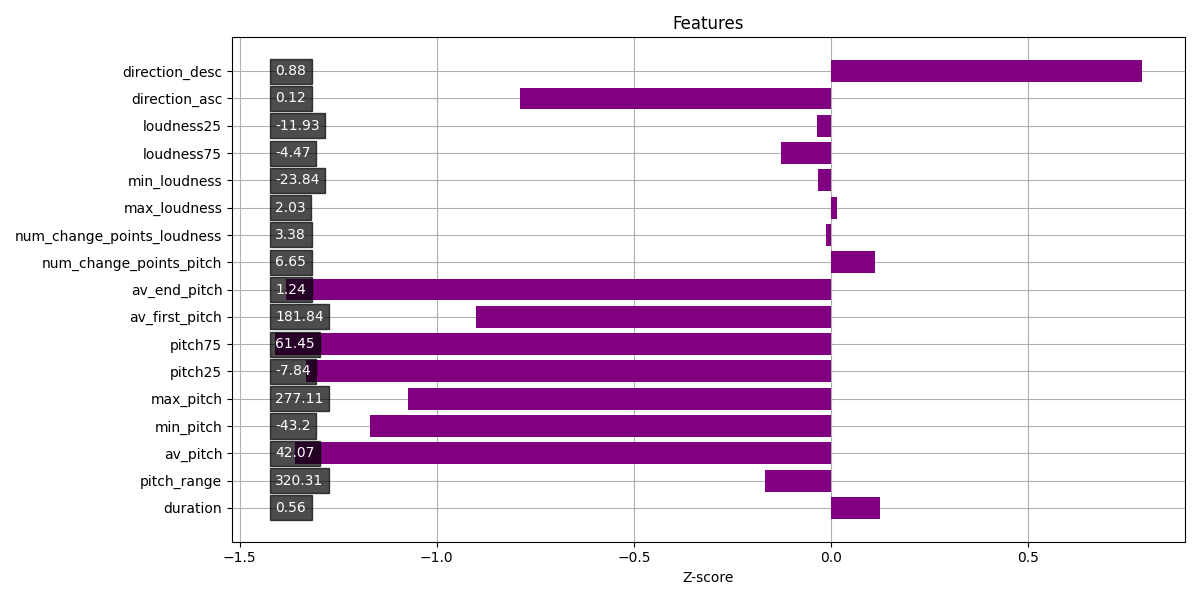 Features
direction_desc 0.88
direction_asc 0.12
loudness25 -11.93
loudness75 -4.47
min_loudness -23.84
max_loudness 2.03
num_change_points_loudness 3.38
num_change_points_pitch 6.65
av_end_pitch 1.24
av_first_pitch 181.84
pitch75 61.45
pitch25 -7.84
max_pitch 277.11
min_pitch -43.2
av_pitch 42.07
pitch_range 320.31
duration 0.56
−1.5 −1.0 −0.5 0.0 0.5
Z-score